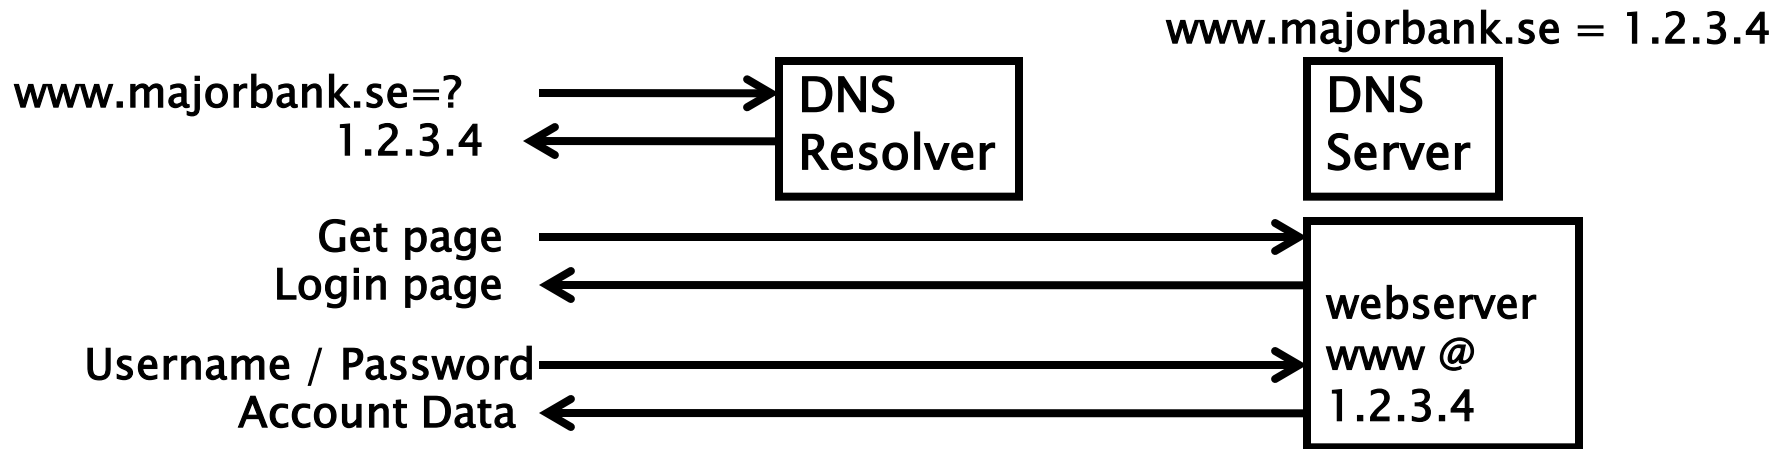 www.majorbank.se = 1.2.3.4
www.majorbank.se=?
1.2.3.4
DNS
Resolver
DNS
Server
Get page
Login page
Username / Password
Account Data
webserver
www @
1.2.3.4